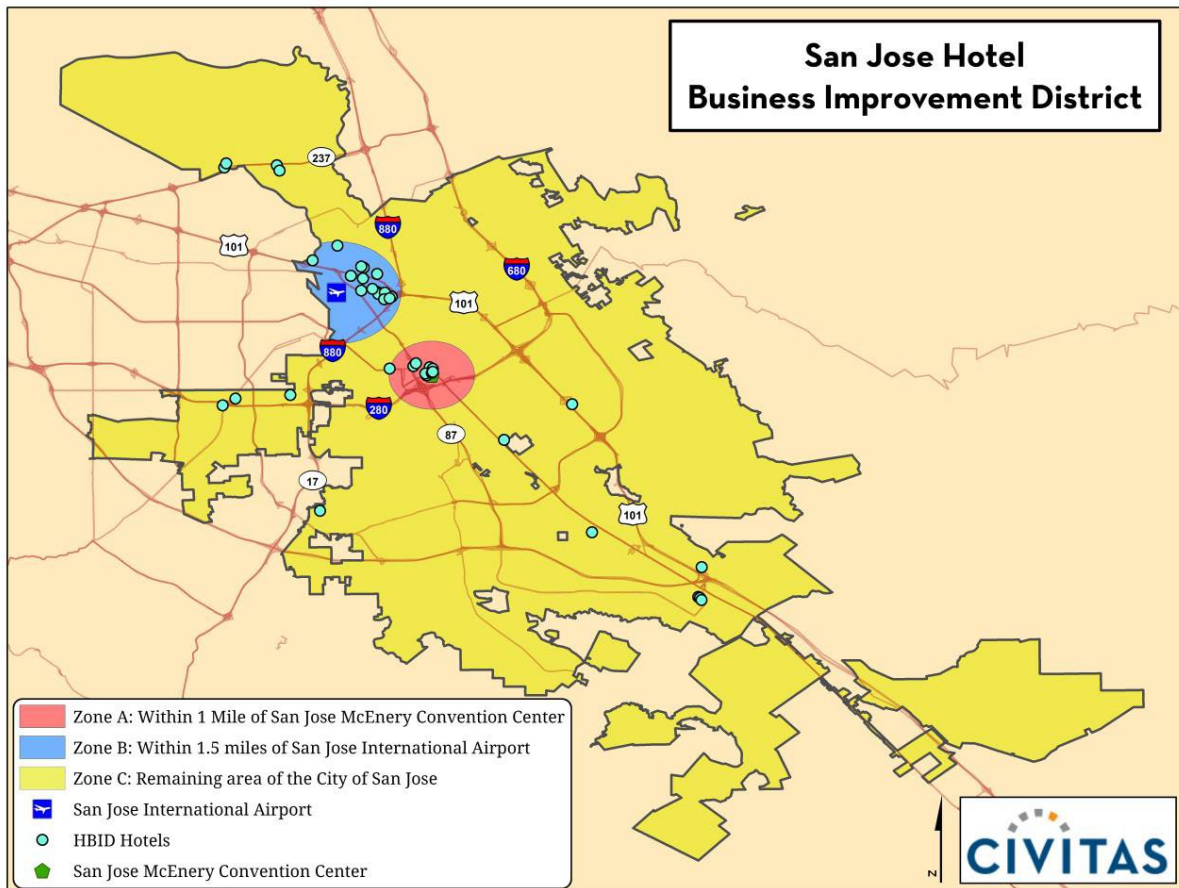 San Jose Hotel
Business Improvement District
237
880
101
680
101
880
280
87
17
101
Zone A: Within 1 Mile of San Jose McEnery Convention Center
Zone B: Within 1.5 miles of San Jose International Airport
Zone C: Remaining area of the City of San Jose
San Jose International Airport
HBID Hotels
San Jose McEnery Convention Center
N
CIVITAS